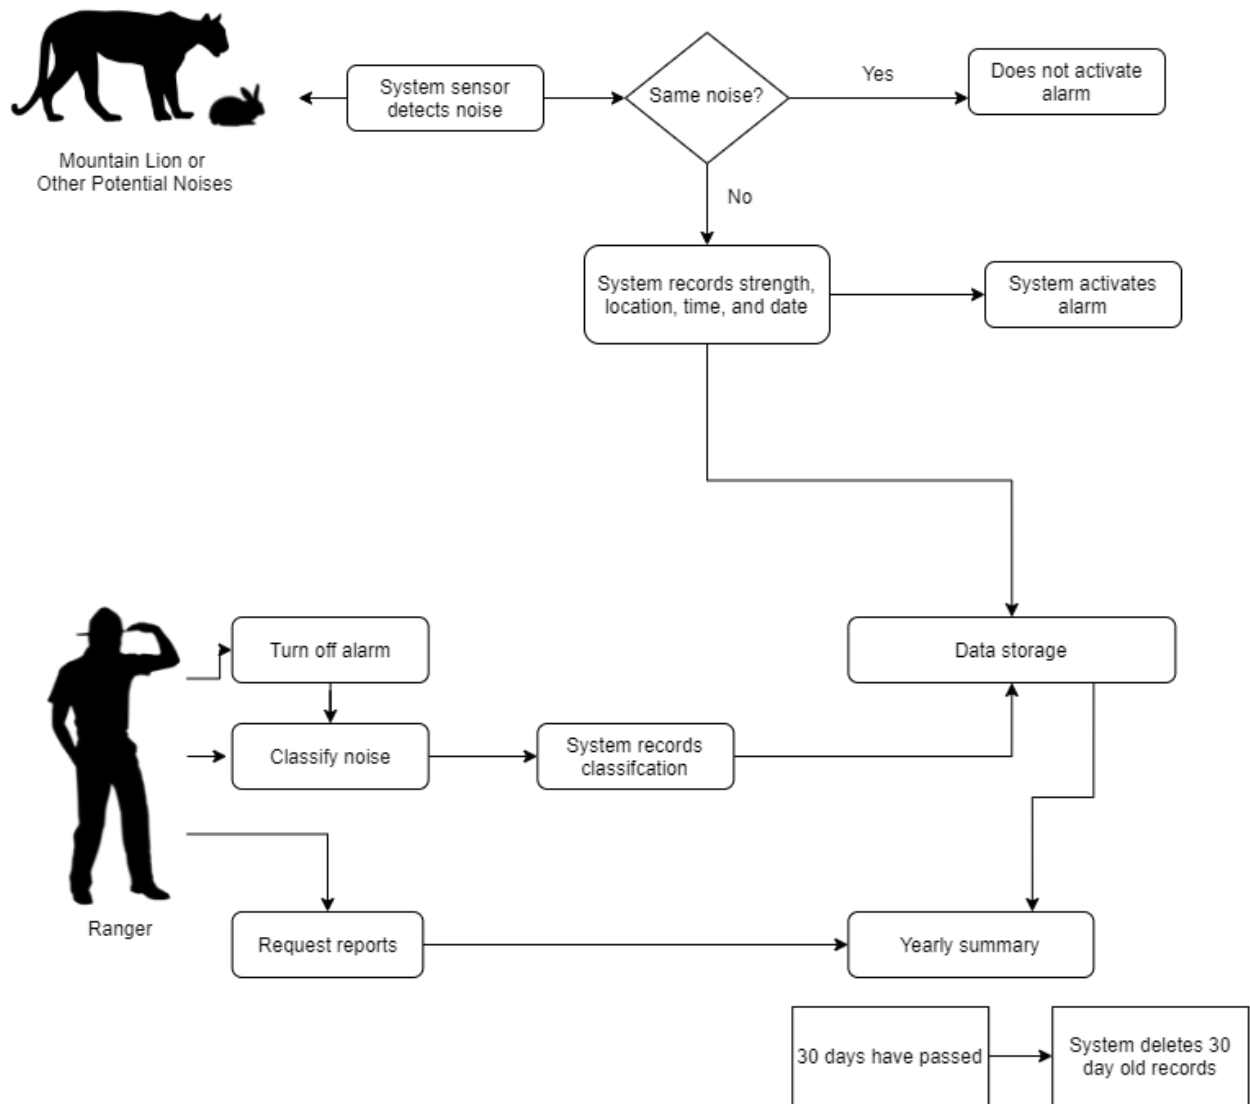 System sensor
detects noise
Same noise?
Yes
Does not activate
alarm
Mountain Lion or
Other Potential Noises
No
System records strength,
location, time, and date
System activates
alarm
Turn off alarm
Data storage
Classify noise
System records
classifcation
Ranger
Request reports
Yearly summary
30 days have passed
System deletes 30
day old records